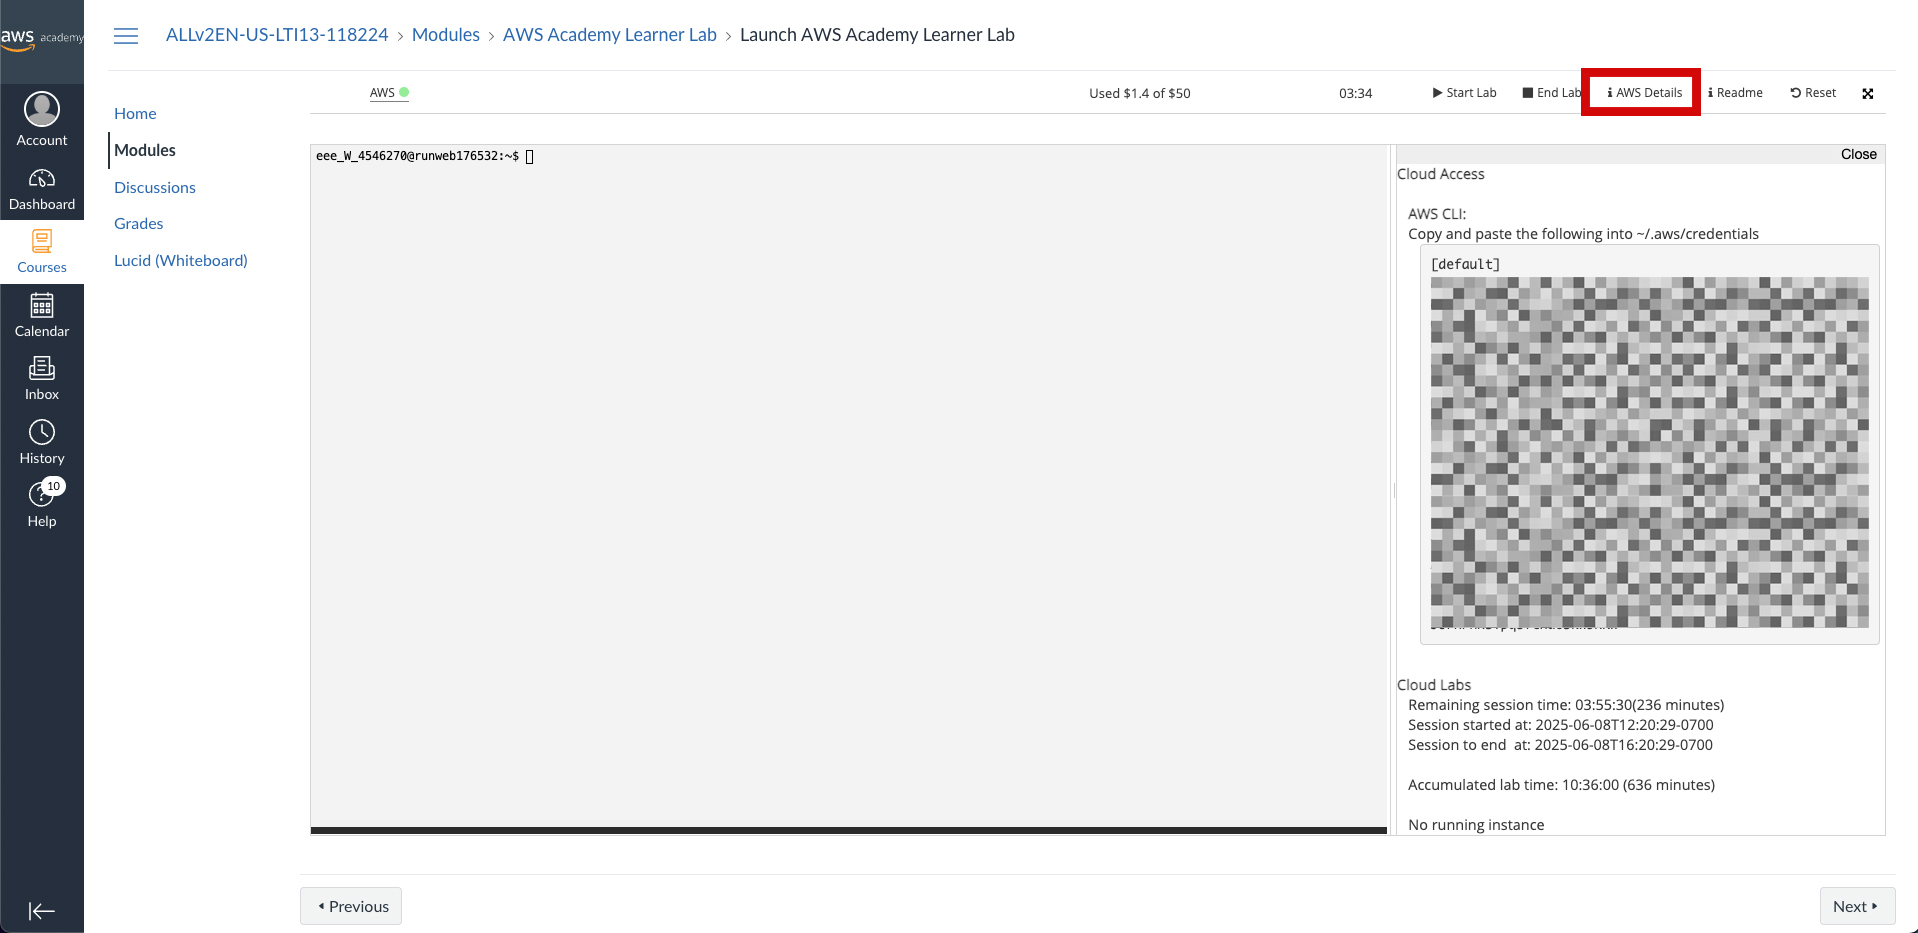 aws academy
ALLv2EN-US-LTI13-118224 > Modules > AWS Academy Learner Lab > Launch AWS Academy Learner Lab
Account
Dashboard
Courses
Calendar
Inbox
History
10
Help
Home
Modules
Discussions
Grades
Lucid (Whiteboard)
AWS
Used $1.4 of $50
03:34
Start Lab
End Lab
AWS Details
Readme
Reset
eee_W_4546270@runweb176532:~$
Close
Cloud Access
AWS CLI:
Copy and paste the following into ~/.aws/credentials
[default]
Cloud Labs
Remaining session time: 03:55:30(236 minutes)
Session started at: 2025-06-08T12:20:29-0700
Session to end at: 2025-06-08T16:20:29-0700
Accumulated lab time: 10:36:00 (636 minutes)
No running instance
Previous
Next